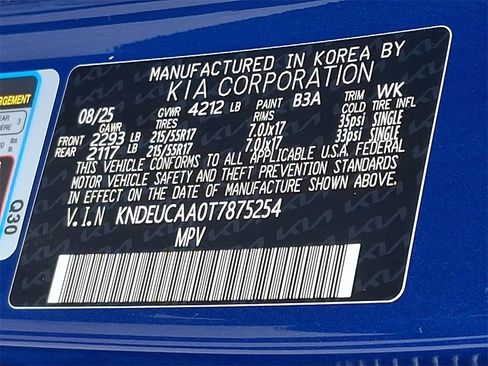 MANUFACTURED IN KOREA BY
KIA CORPORATION
08/25 GVWR 4212 LB PAINT B3A TRIM WK
GAWR TIRES RIMS COLD TIRE INFL
FRONT 2293 LB 215/55R17 7.0Jx17 35psi SINGLE
REAR 2117 LB 215/55R17 7.0Jx17 33psi SINGLE
THIS VEHICLE CONFORMS TO ALL APPLICABLE U.S.A. FEDERAL
MOTOR VEHICLE SAFETY AND THEFT PREVENTION STANDARDS
IN EFFECT ON THE DATE OF MANUFACTURE SHOWN ABOVE.
V.I.N KNDEUCAA0T7875254
MPV
Q30